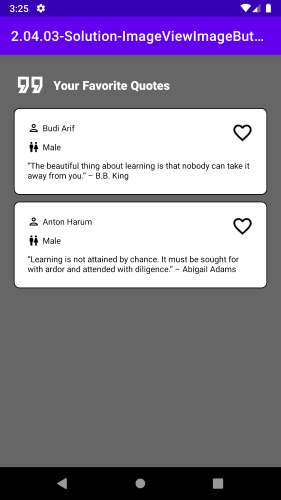 3:25
2.04.03-Solution-ImageViewImageBut...
Your Favorite Quotes
Budi Arif
Male
“The beautiful thing about learning is that nobody can take it
away from you.” – B.B. King
Anton Harum
Male
“Learning is not attained by chance. It must be sought for
with ardor and attended with diligence.” – Abigail Adams